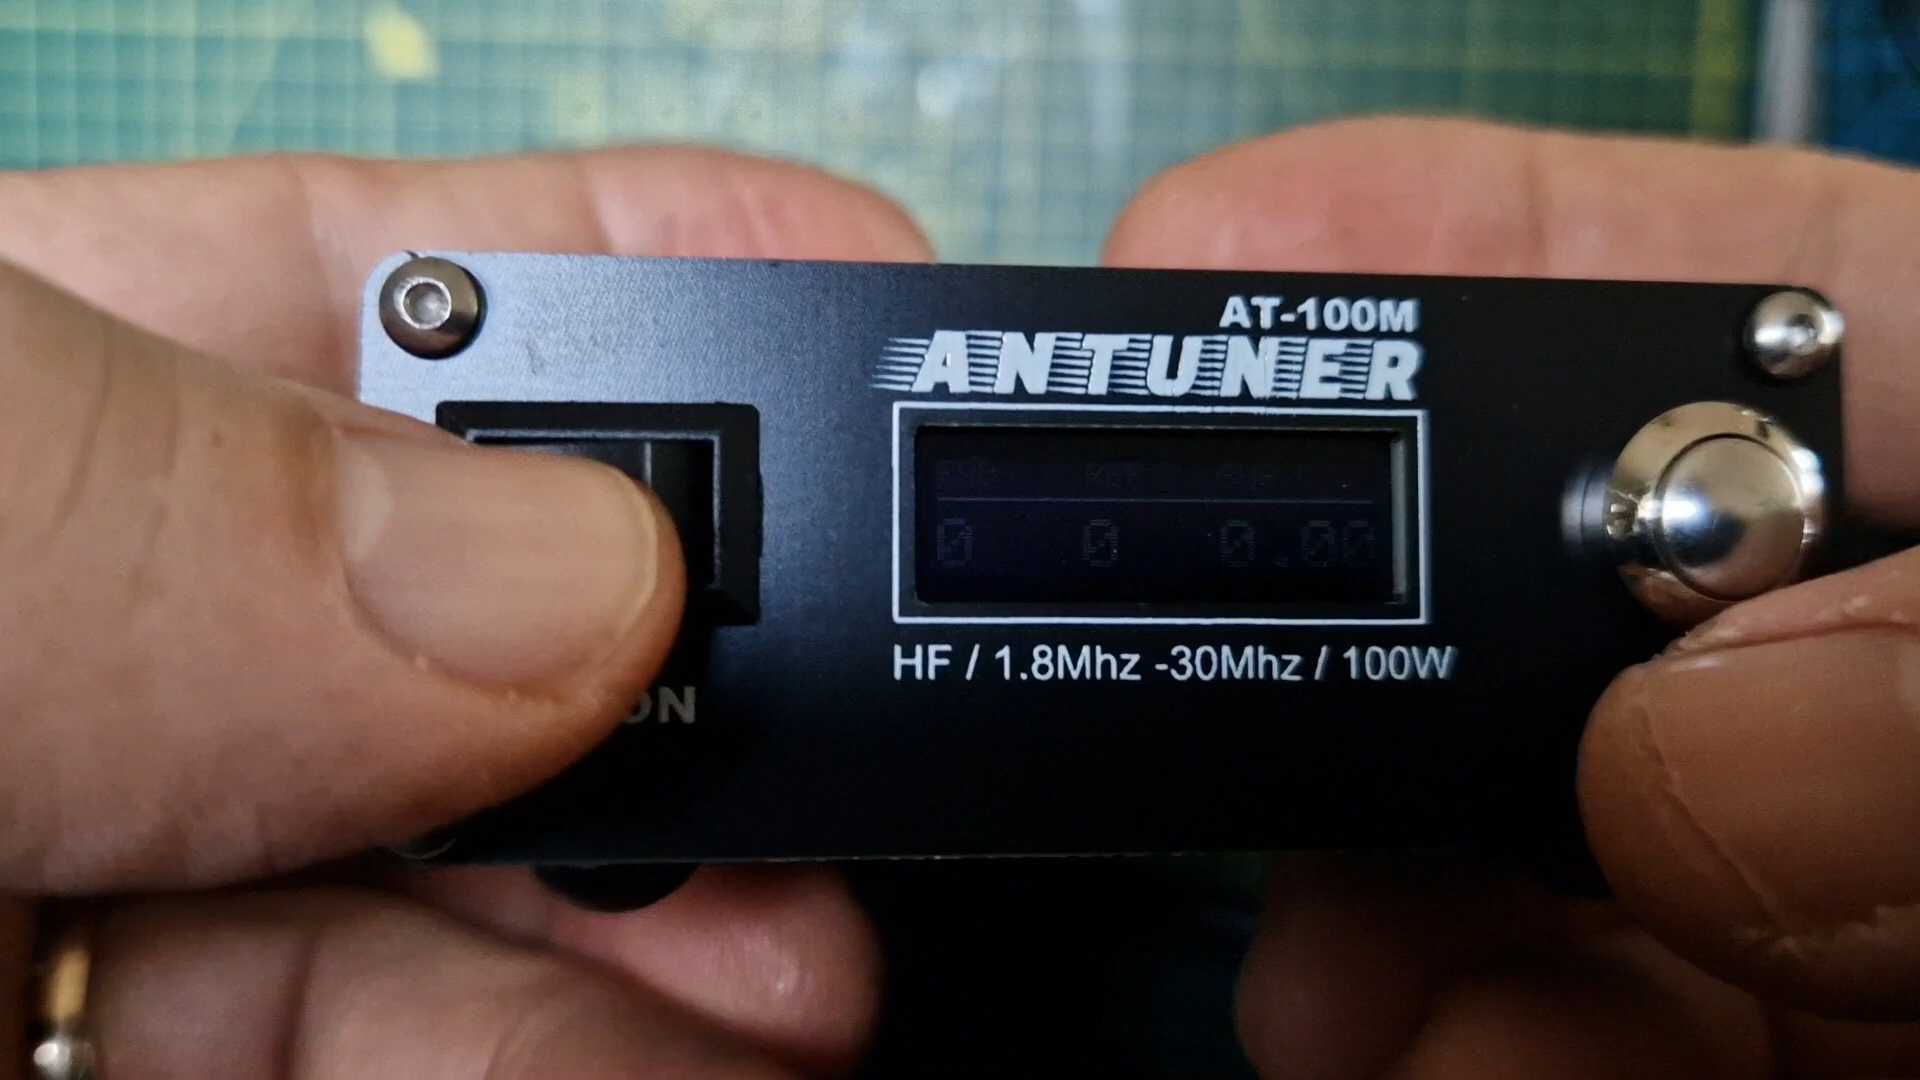 AT-100M
ANTUNER
0 0 0.00
HF / 1.8Mhz -30Mhz / 100W
ON